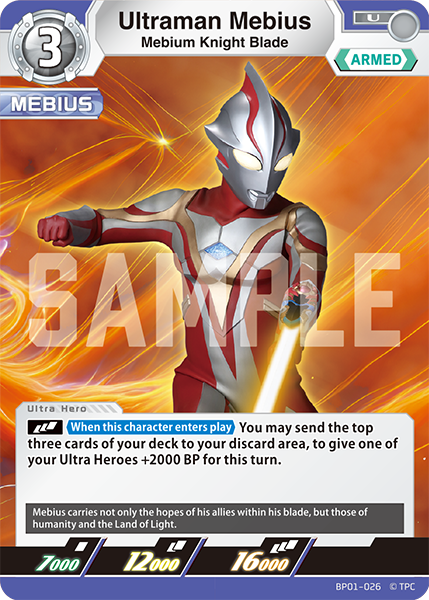 3
Ultraman Mebius
Mebium Knight Blade
U
ARMED
MEBIUS
SAMPLE
Ultra Hero
When this character enters play You may send the top
three cards of your deck to your discard area, to give one of
your Ultra Heroes +2000 BP for this turn.
Mebius carries not only the hopes of his allies within his blade, but those of
humanity and the Land of Light.
7000 12000 16000
BP01-026 © TPC